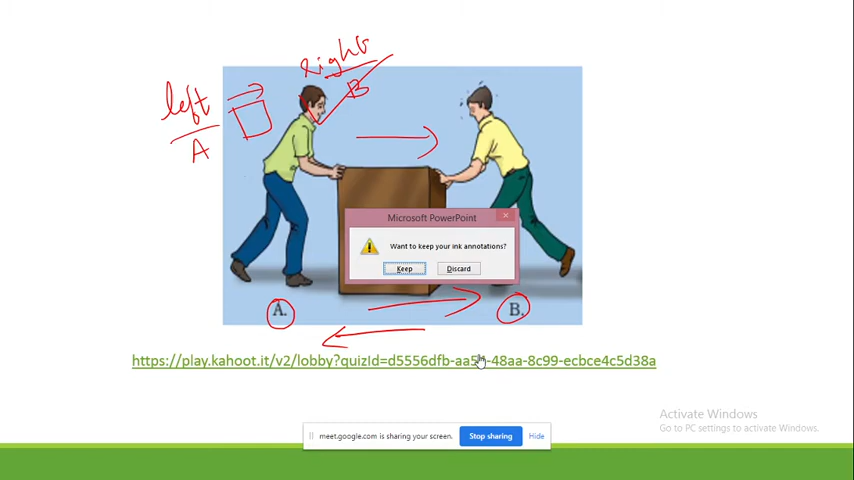 Right
B
left
A
Microsoft PowerPoint
Want to keep your ink annotations?
Keep
Discard
A.
B.
https://play.kahoot.it/v2/lobby?quizId=d5556dfb-aa5 -48aa-8c99-ecbce4c5d38a
Activate Windows
Go to PC settings to activate Windows.
meet.google.com is sharing your screen.
Stop sharing
Hide